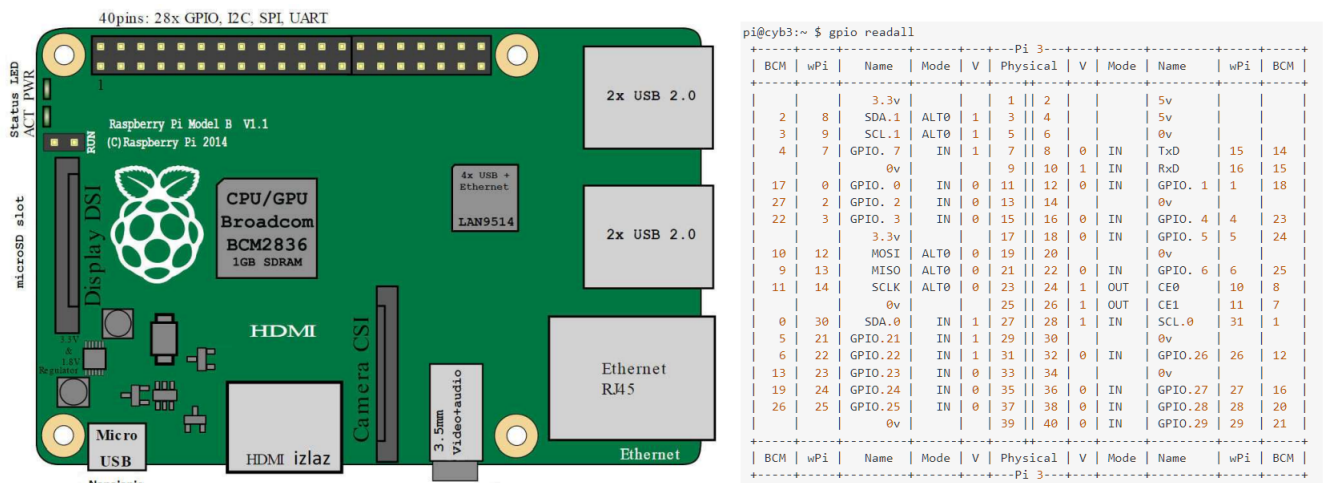 40pins: 28x GPIO, I2C, SPI, UART
1
Status LED
ACT PWR
RUN
Raspberry Pi Model B V1.1
(C)Raspberry Pi 2014
2x USB 2.0
4x USB +
Ethernet
LAN9514
CPU/GPU
Broadcom
BCM2836
1GB SDRAM
2x USB 2.0
microSD slot
Display DSI
HDMI
3.3V
&
1.8V
Regulator
Camera CSI
Ethernet
RJ45
3.5mm
Video+audio
Micro
USB
HDMI izlaz
Ethernet
pi@cyb3:~ $ gpio readall
+-----+-----+---------+------+---+---Pi 3---+---+------+---------+-----+-----+
| BCM | wPi | Name | Mode | V | Physical | V | Mode | Name | wPi | BCM |
+-----+-----+---------+------+---+----++----+---+------+---------+-----+-----+
| | | 3.3v | | | 1 || 2 | | | 5v | | |
| 2 | 8 | SDA.1 | ALT0 | 1 | 3 || 4 | | | 5v | | |
| 3 | 9 | SCL.1 | ALT0 | 1 | 5 || 6 | | | 0v | | |
| 4 | 7 | GPIO. 7 | IN | 1 | 7 || 8 | 0 | IN | TxD | 15 | 14 |
| | | 0v | | | 9 || 10 | 1 | IN | RxD | 16 | 15 |
| 17 | 0 | GPIO. 0 | IN | 0 | 11 || 12 | 0 | IN | GPIO. 1 | 1 | 18 |
| 27 | 2 | GPIO. 2 | IN | 0 | 13 || 14 | | | 0v | | |
| 22 | 3 | GPIO. 3 | IN | 0 | 15 || 16 | 0 | IN | GPIO. 4 | 4 | 23 |
| | | 3.3v | | | 17 || 18 | 0 | IN | GPIO. 5 | 5 | 24 |
| 10 | 12 | MOSI | ALT0 | 0 | 19 || 20 | | | 0v | | |
| 9 | 13 | MISO | ALT0 | 0 | 21 || 22 | 0 | IN | GPIO. 6 | 6 | 25 |
| 11 | 14 | SCLK | ALT0 | 0 | 23 || 24 | 1 | OUT | CE0 | 10 | 8 |
| | | 0v | | | 25 || 26 | 1 | OUT | CE1 | 11 | 7 |
| 0 | 30 | SDA.0 | IN | 1 | 27 || 28 | 1 | IN | SCL.0 | 31 | 1 |
| 5 | 21 | GPIO.21 | IN | 1 | 29 || 30 | | | 0v | | |
| 6 | 22 | GPIO.22 | IN | 1 | 31 || 32 | 0 | IN | GPIO.26 | 26 | 12 |
| 13 | 23 | GPIO.23 | IN | 0 | 33 || 34 | | | 0v | | |
| 19 | 24 | GPIO.24 | IN | 0 | 35 || 36 | 0 | IN | GPIO.27 | 27 | 16 |
| 26 | 25 | GPIO.25 | IN | 0 | 37 || 38 | 0 | IN | GPIO.28 | 28 | 20 |
| | | 0v | | | 39 || 40 | 0 | IN | GPIO.29 | 29 | 21 |
+-----+-----+---------+------+---+----++----+---+------+---------+-----+-----+
| BCM | wPi | Name | Mode | V | Physical | V | Mode | Name | wPi | BCM |
+-----+-----+---------+------+---+---Pi 3---+---+------+---------+-----+-----+